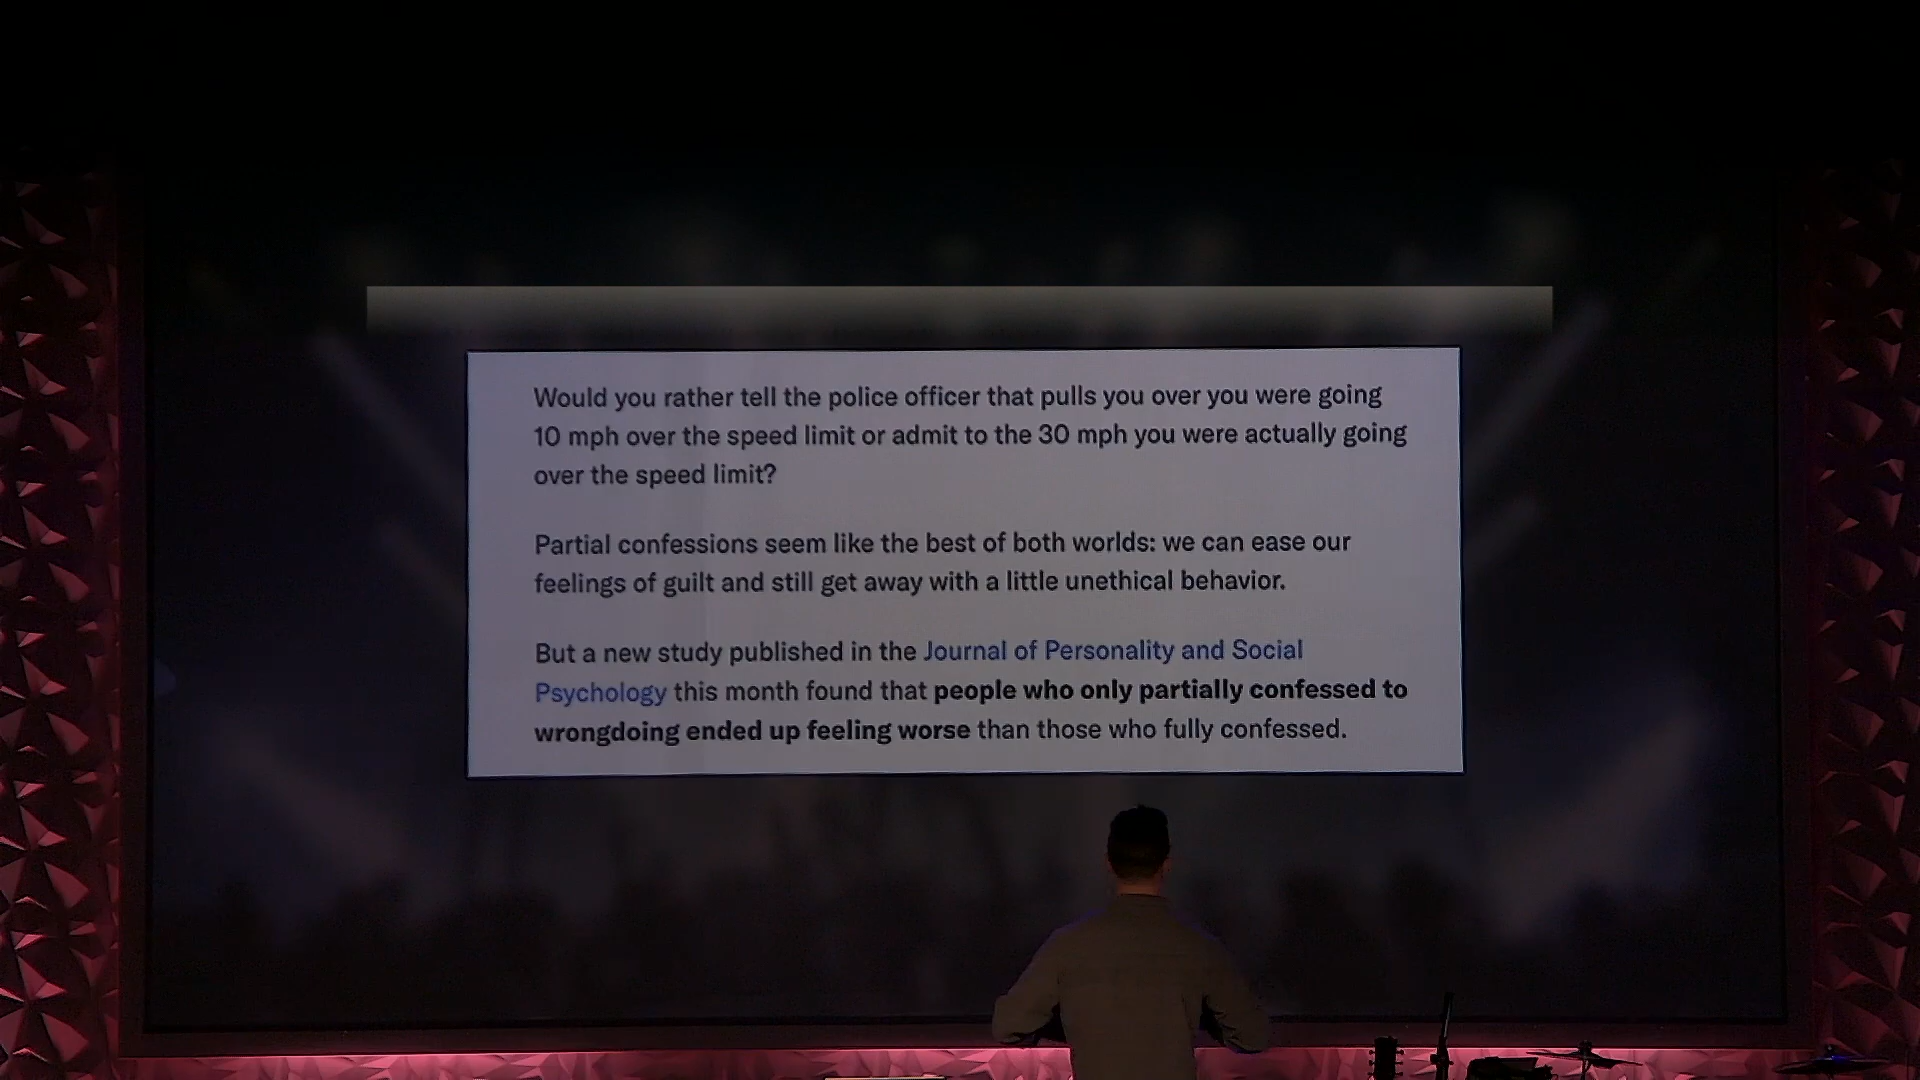 Would you rather tell the police officer that pulls you over you were going
10 mph over the speed limit or admit to the 30 mph you were actually going
over the speed limit?
Partial confessions seem like the best of both worlds: we can ease our
feelings of guilt and still get away with a little unethical behavior.
But a new study published in the Journal of Personality and Social
Psychology this month found that people who only partially confessed to
wrongdoing ended up feeling worse than those who fully confessed.